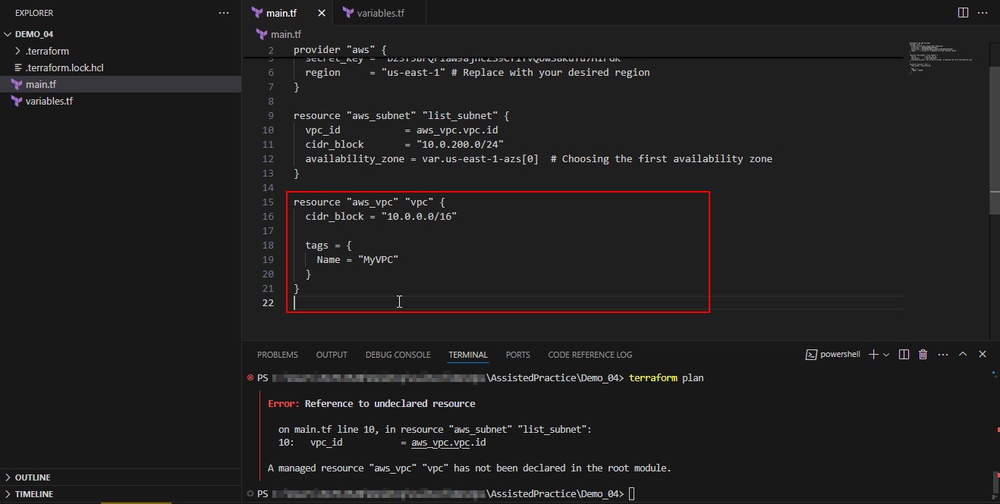 EXPLORER
DEMO_04
.terraform
.terraform.lock.hcl
main.tf
variables.tf
OUTLINE
TIMELINE
main.tf
variables.tf
main.tf
2 provider "aws" {
secret_key =
6 region = "us-east-1" # Replace with your desired region
7 }
8
9 resource "aws_subnet" "list_subnet" {
10 vpc_id = aws_vpc.vpc.id
11 cidr_block = "10.0.200.0/24"
12 availability_zone = var.us-east-1-azs[0] # Choosing the first availability zone
13 }
14
15 resource "aws_vpc" "vpc" {
16 cidr_block = "10.0.0.0/16"
17
18 tags = {
19 Name = "MyVPC"
20 }
21 }
22
PROBLEMS OUTPUT DEBUG CONSOLE TERMINAL PORTS CODE REFERENCE LOG powershell
PS \AssistedPractice\Demo_04> terraform plan
Error: Reference to undeclared resource
on main.tf line 10, in resource "aws_subnet" "list_subnet":
10: vpc_id = aws_vpc.vpc.id
A managed resource "aws_vpc" "vpc" has not been declared in the root module.
PS \AssistedPractice\Demo_04>